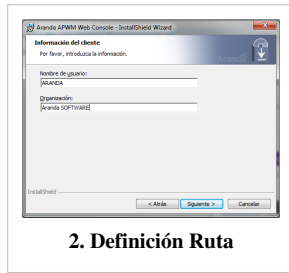 Aranda APWM Web Console - InstallShield Wizard
Información del cliente
Por favor, introduzca la información.
Aranda
Nombre de usuario:
ARANDA
Organización:
Aranda SOFTWARE
InstallShield
< Atrás
Siguiente >
Cancelar
2. Definición Ruta